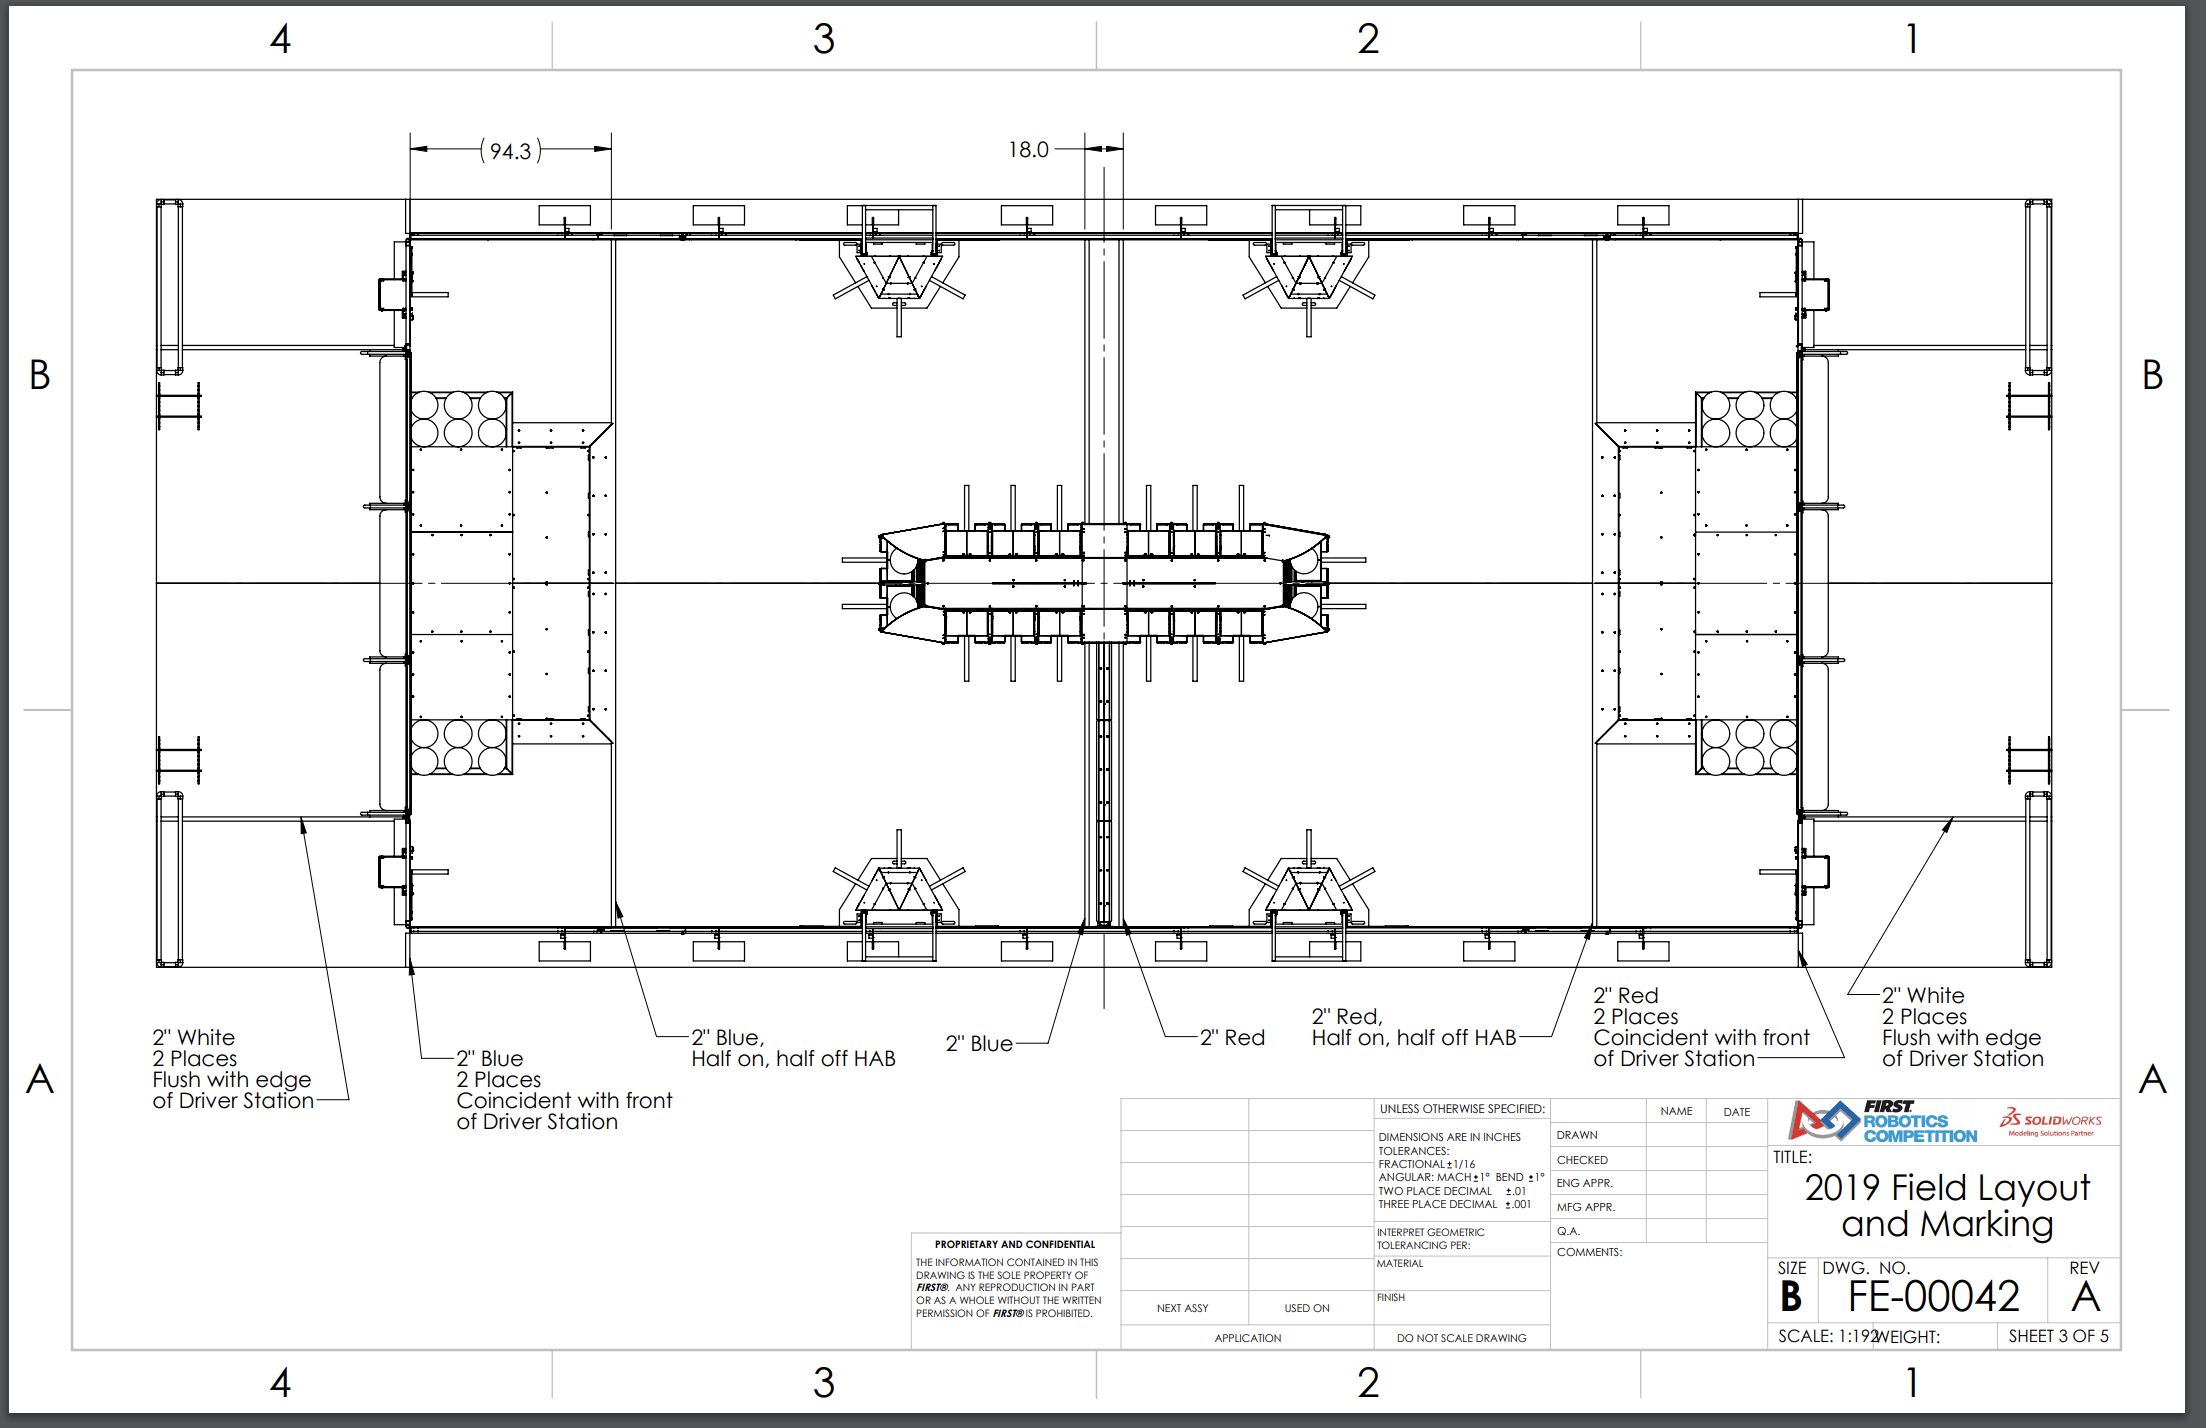 4 3 2 1
(94.3)
18.0
B B
2" White
2 Places
Flush with edge
of Driver Station
2" Blue
2 Places
Coincident with front
of Driver Station
2" Blue,
Half on, half off HAB
2" Blue
2" Red
2" Red,
Half on, half off HAB
2" Red
2 Places
Coincident with front
of Driver Station
2" White
2 Places
Flush with edge
of Driver Station
A A
PROPRIETARY AND CONFIDENTIAL
THE INFORMATION CONTAINED IN THIS
DRAWING IS THE SOLE PROPERTY OF
FIRST®. ANY REPRODUCTION IN PART
OR AS A WHOLE WITHOUT THE WRITTEN
PERMISSION OF FIRST® IS PROHIBITED.
NEXT ASSY USED ON
APPLICATION
UNLESS OTHERWISE SPECIFIED:
DIMENSIONS ARE IN INCHES
TOLERANCES:
FRACTIONAL±1/16
ANGULAR: MACH±1° BEND ±1°
TWO PLACE DECIMAL ±.01
THREE PLACE DECIMAL ±.001
INTERPRET GEOMETRIC
TOLERANCING PER:
MATERIAL
FINISH
DO NOT SCALE DRAWING
NAME DATE
DRAWN
CHECKED
ENG APPR.
MFG APPR.
Q.A.
COMMENTS:
FIRST
ROBOTICS
COMPETITION
SOLIDWORKS
Modeling Solutions Partner
TITLE:
2019 Field Layout
and Marking
SIZE DWG. NO. REV
B FE-00042 A
SCALE: 1:192 WEIGHT: SHEET 3 OF 5
4 3 2 1